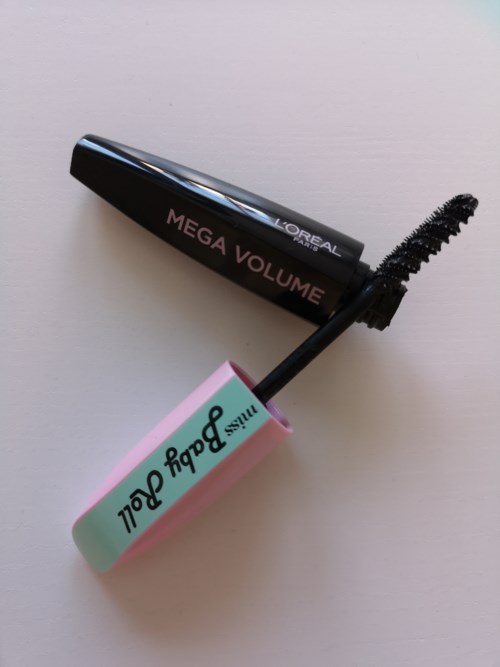 L'ORÉAL
PARIS
MEGA VOLUME
miss
Baby Roll